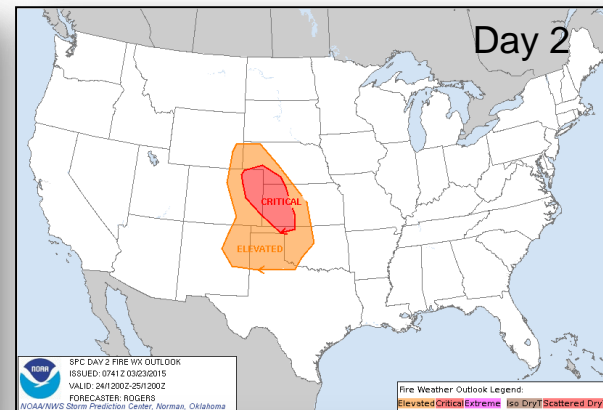 Day 2
CRITICAL
ELEVATED
NOAA
SPC DAY 2 FIRE WX OUTLOOK
ISSUED: 0741Z 03/23/2015
VALID: 24/1200Z-25/1200Z
FORECASTER: ROGERS
NOAA/NWS Storm Prediction Center, Norman, Oklahoma
Fire Weather Outlook Legend:
Elevated Critical Extreme Iso DryT Scattered Dry